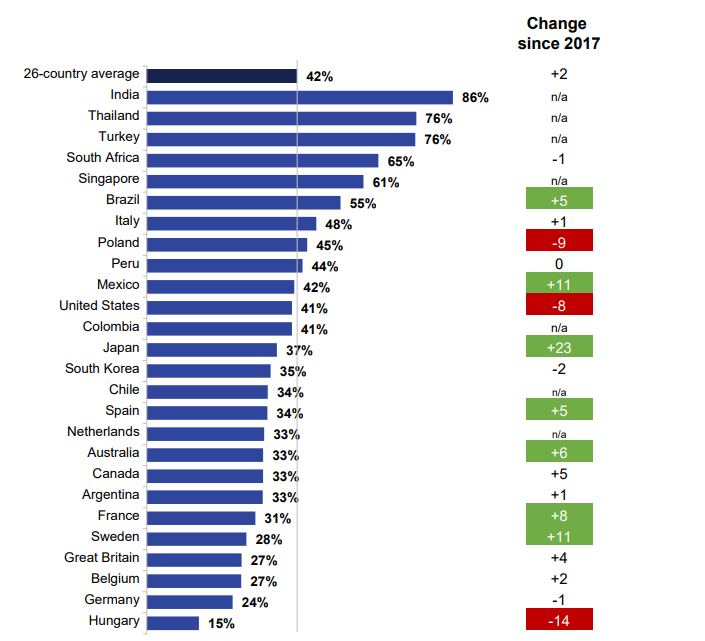 Change
since 2017
26-country average 42% +2
India 86% n/a
Thailand 76% n/a
Turkey 76% n/a
South Africa 65% -1
Singapore 61% n/a
Brazil 55% +5
Italy 48% +1
Poland 45% -9
Peru 44% 0
Mexico 42% +11
United States 41% -8
Colombia 41% n/a
Japan 37% +23
South Korea 35% -2
Chile 34% n/a
Spain 34% +5
Netherlands 33% n/a
Australia 33% +6
Canada 33% +5
Argentina 33% +1
France 31% +8
Sweden 28% +11
Great Britain 27% +4
Belgium 27% +2
Germany 24% -1
Hungary 15% -14